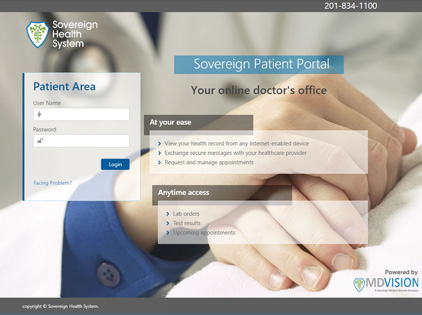 201-834-1100
Sovereign
Health
System
Sovereign Patient Portal
Patient Area
Your online doctor's office
User Name
Password
Login
Facing Problem?
At your ease
View your health record from any Internet-enabled device
Exchange secure messages with your healthcare provider
Request and manage appointments
Anytime access
Lab orders
Test results
Upcoming appointments
Powered by
MDVISION
copyright © Sovereign Health System.